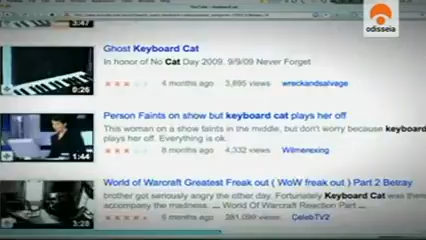 3:47
odisseia
Ghost Keyboard Cat
In honor of No Cat Day 2009. 9/9/09 Never Forget
4 months ago 3,895 views wreckandsalvage
0:26
Person Faints on show but keyboard cat plays her off
This woman on a show faints in the middle, but don't worry because keyboard
plays her off. Everything is ok.
8 months ago 4,332 views Wilmerexing
1:44
World of Warcraft Greatest Freak out ( WoW freak out ) Part 2 Betray
brother got seriously angry the other day. Fortunately Keyboard Cat was there
accompany the madness. ... World Of Warcraft Reaction Part ...
6 months ago views CelebTV2
3:28